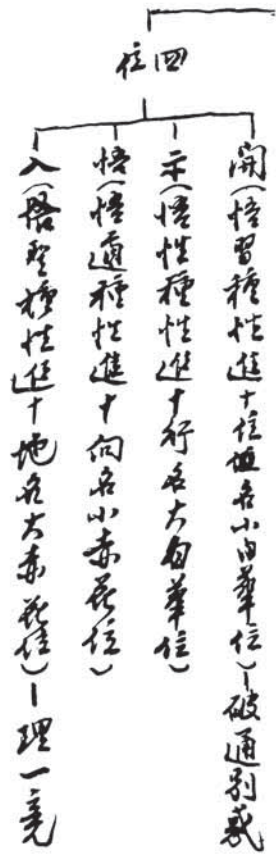 四位
開(悟習種性進十住位名小白華位)—破通別惑
示(悟性種性進十行名大白華位)
悟(悟道種性進十向名小赤花位)
入(悟聖種性進十地名大赤花位)—理一竟